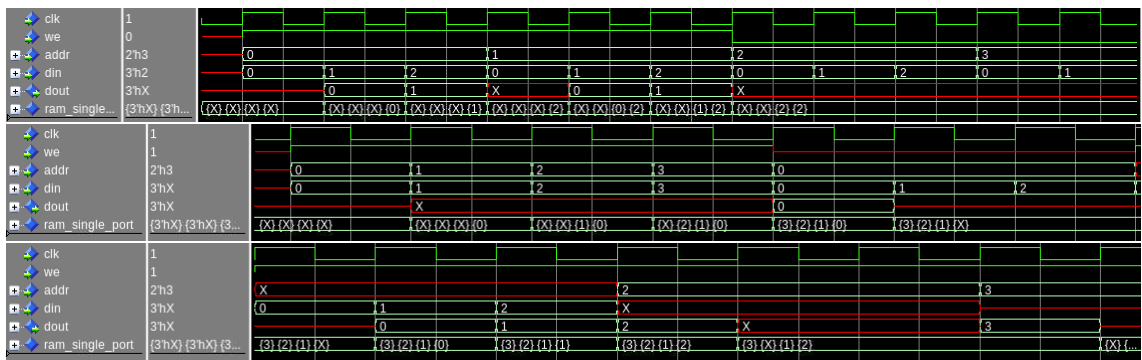 clk 1
we 0
addr 2'h3 0 1 2 3
din 3'h2 0 1 2 0 1 2 0 1 2 0 1
dout 3'hX 0 1 X 0 1 X
ram_single... {3'hX} {3'h... {X} {X} {X} {X} {X} {X} {X} {0} {X} {X} {X} {1} {X} {X} {X} {2} {X} {X} {0} {2} {X} {X} {1} {2} {X} {X} {2} {2}
clk 1
we 1
addr 2'h3 0 1 2 3 0
din 3'hX 0 1 2 3 0 1 2
dout 3'hX X 0
ram_single_port {3'hX} {3'hX} {3... {X} {X} {X} {X} {X} {X} {X} {0} {X} {X} {1} {0} {X} {2} {1} {0} {3} {2} {1} {0} {3} {2} {1} {X}
clk 1
we 1
addr 2'h3 X 2 3
din 3'hX 0 1 2 X
dout 3'hX 0 1 2 X 3
ram_single_port {3'hX} {3'hX} {3... {3} {2} {1} {X} {3} {2} {1} {0} {3} {2} {1} {1} {3} {2} {1} {2} {3} {X} {1} {2} {X} {...